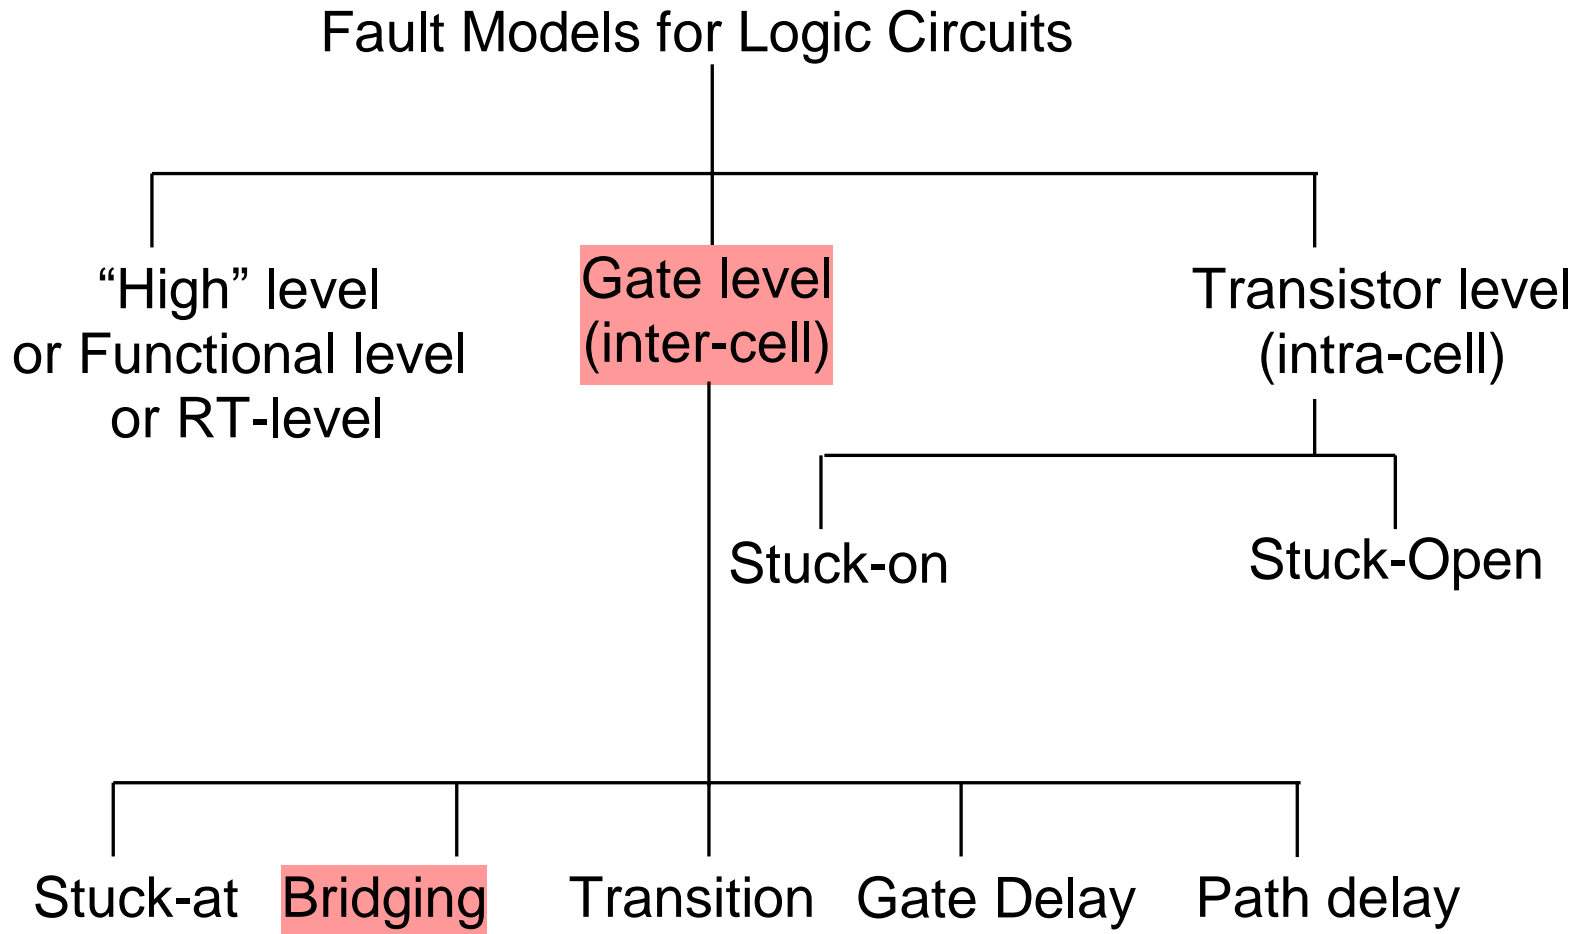 Fault Models for Logic Circuits
“High” level
or Functional level
or RT-level
Gate level
(inter-cell)
Transistor level
(intra-cell)
Stuck-on
Stuck-Open
Stuck-at
Bridging
Transition
Gate Delay
Path delay